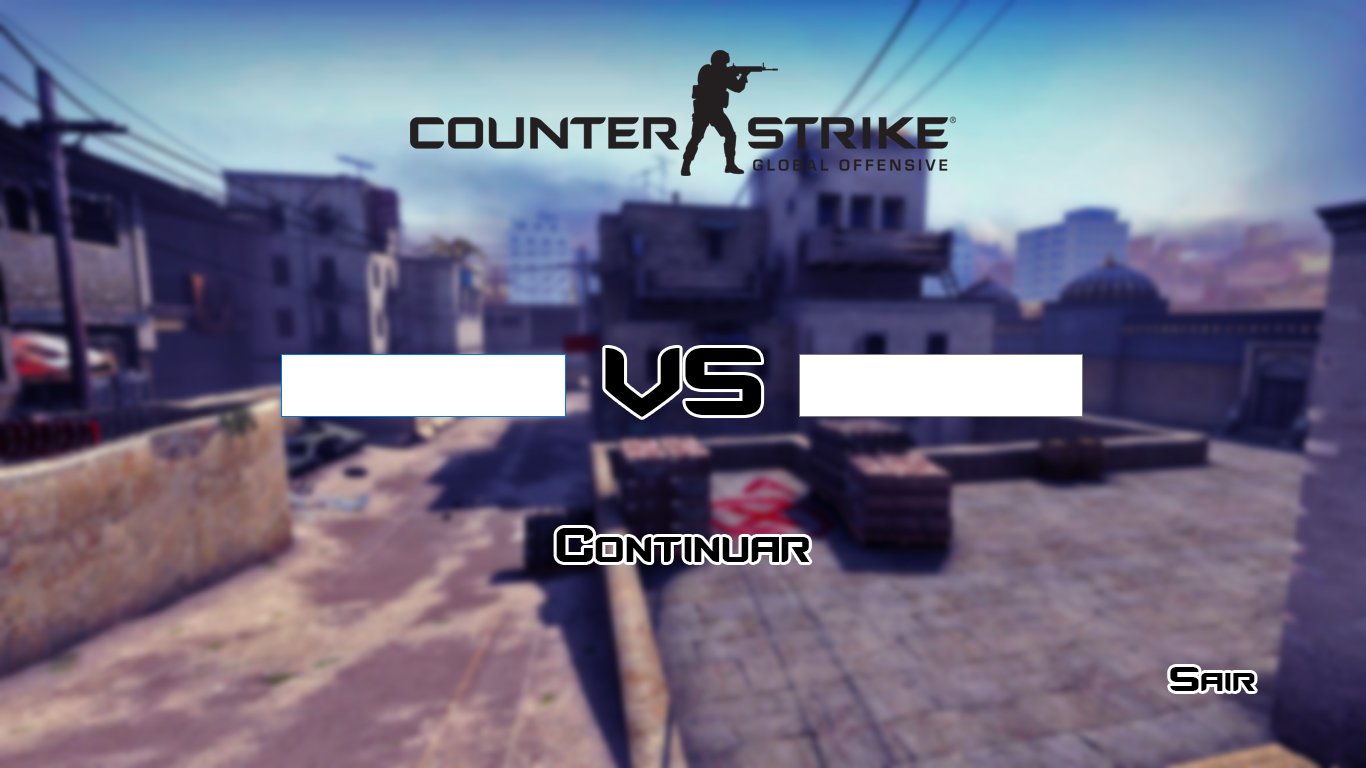 COUNTER STRIKE®
GLOBAL OFFENSIVE
VS
Continuar
Sair